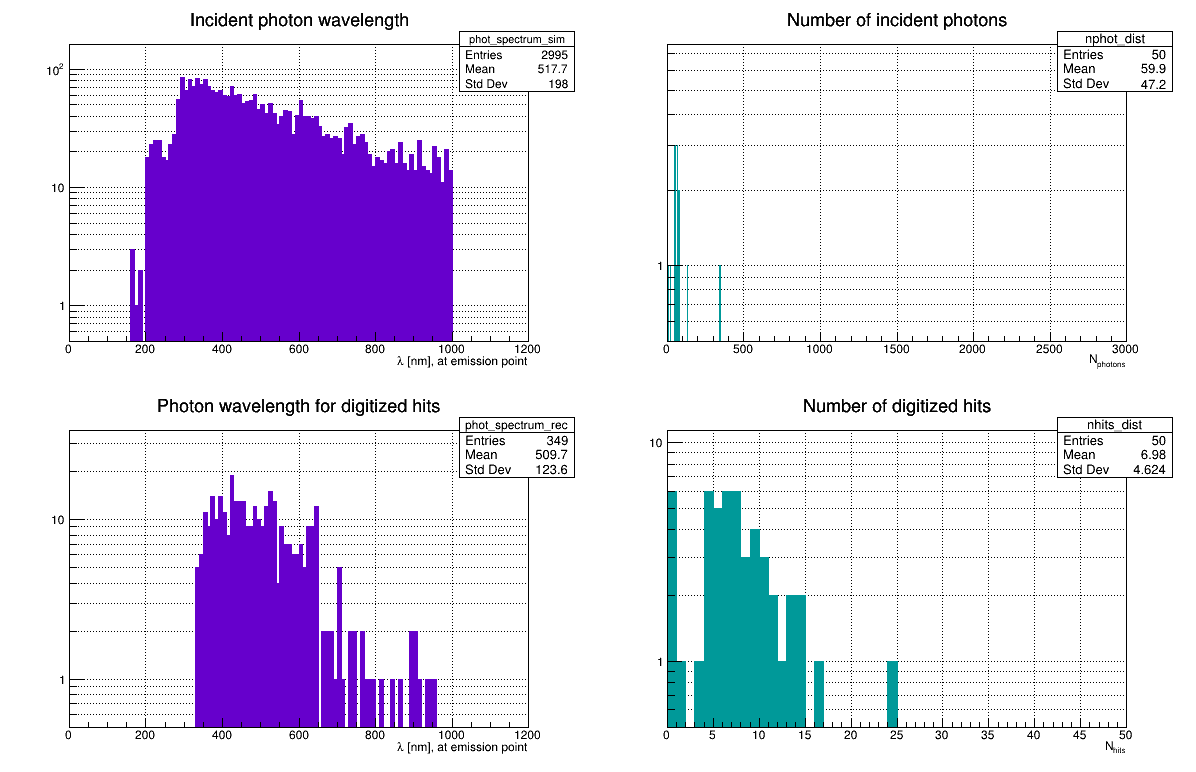 Incident photon wavelength
phot_spectrum_sim
Entries 2995
Mean 517.7
Std Dev 198
10²
10
1
0 200 400 600 800 1000 1200
λ [nm], at emission point
Number of incident photons
nphot_dist
Entries 50
Mean 59.9
Std Dev 47.2
1
0 500 1000 1500 2000 2500 3000
Nphotons
Photon wavelength for digitized hits
phot_spectrum_rec
Entries 349
Mean 509.7
Std Dev 123.6
10
1
0 200 400 600 800 1000 1200
λ [nm], at emission point
Number of digitized hits
nhits_dist
Entries 50
Mean 6.98
Std Dev 4.624
10
1
0 5 10 15 20 25 30 35 40 45 50
Nhits